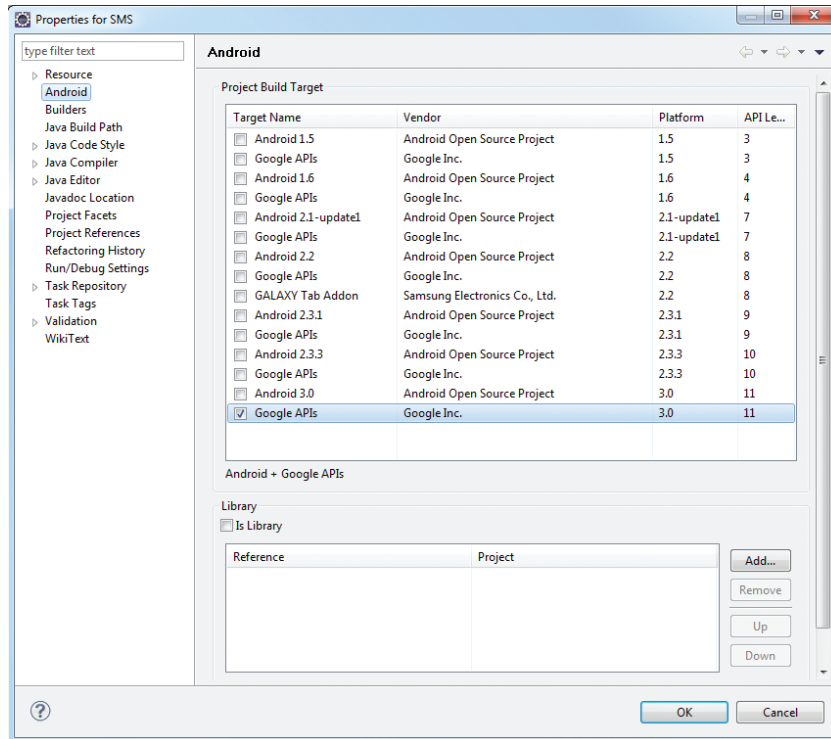 Properties for SMS
type filter text
Resource
Android
Builders
Java Build Path
Java Code Style
Java Compiler
Java Editor
Javadoc Location
Project Facets
Project References
Refactoring History
Run/Debug Settings
Task Repository
Task Tags
Validation
WikiText
Android
Project Build Target
Target Name Vendor Platform API Le...
Android 1.5 Android Open Source Project 1.5 3
Google APIs Google Inc. 1.5 3
Android 1.6 Android Open Source Project 1.6 4
Google APIs Google Inc. 1.6 4
Android 2.1-update1 Android Open Source Project 2.1-update1 7
Google APIs Google Inc. 2.1-update1 7
Android 2.2 Android Open Source Project 2.2 8
Google APIs Google Inc. 2.2 8
GALAXY Tab Addon Samsung Electronics Co., Ltd. 2.2 8
Android 2.3.1 Android Open Source Project 2.3.1 9
Google APIs Google Inc. 2.3.1 9
Android 2.3.3 Android Open Source Project 2.3.3 10
Google APIs Google Inc. 2.3.3 10
Android 3.0 Android Open Source Project 3.0 11
Google APIs Google Inc. 3.0 11
Android + Google APIs
Library
Is Library
Reference Project
Add...
Remove
Up
Down
?
OK Cancel